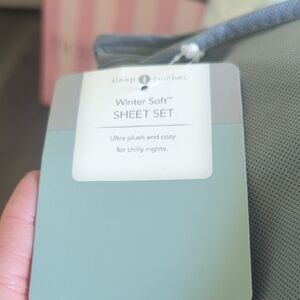 sleep number
Winter Soft™
SHEET SET
Ultra plush and cozy
for chilly nights.